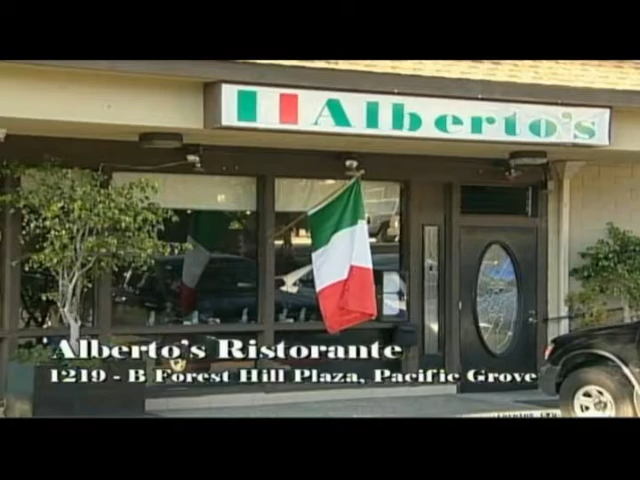 Alberto's
Alberto's Ristorante
1219 - B Forest Hill Plaza, Pacific Grove